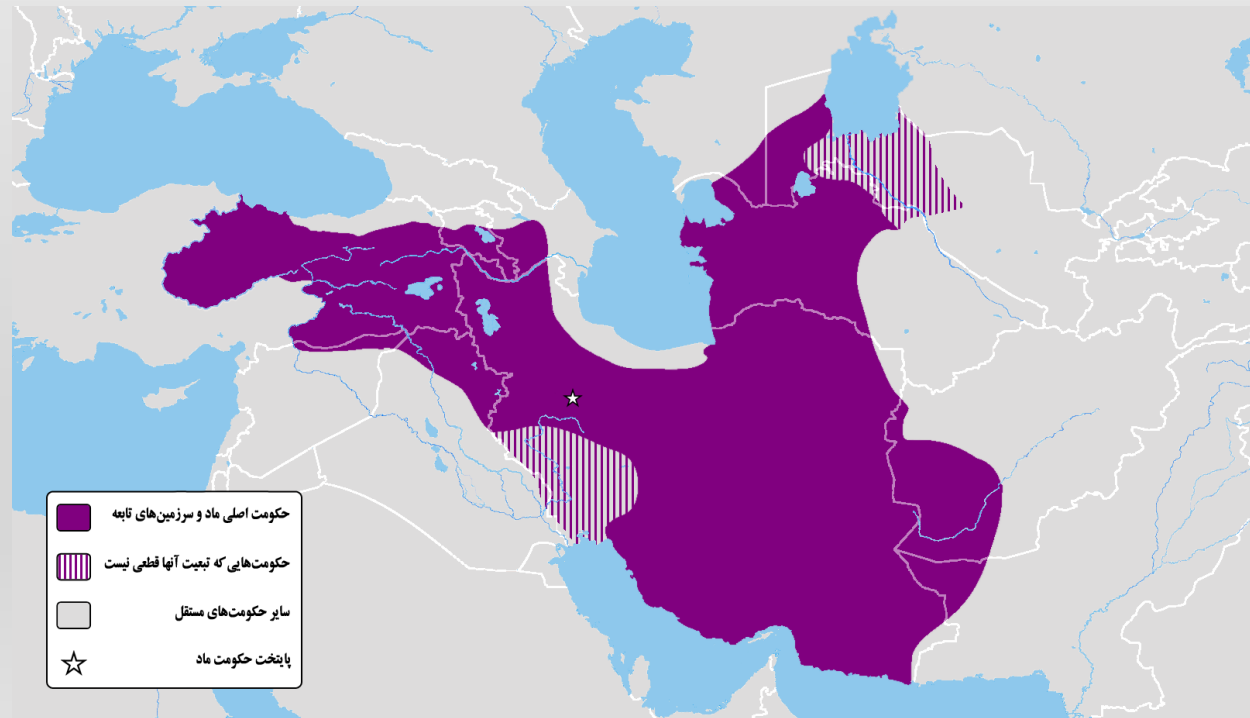 حکومت اصلی ماد و سرزمین‌های تابعه
حکومت‌هایی که تبعیت آنها قطعی نیست
سایر حکومت‌های مستقل
پایتخت حکومت ماد